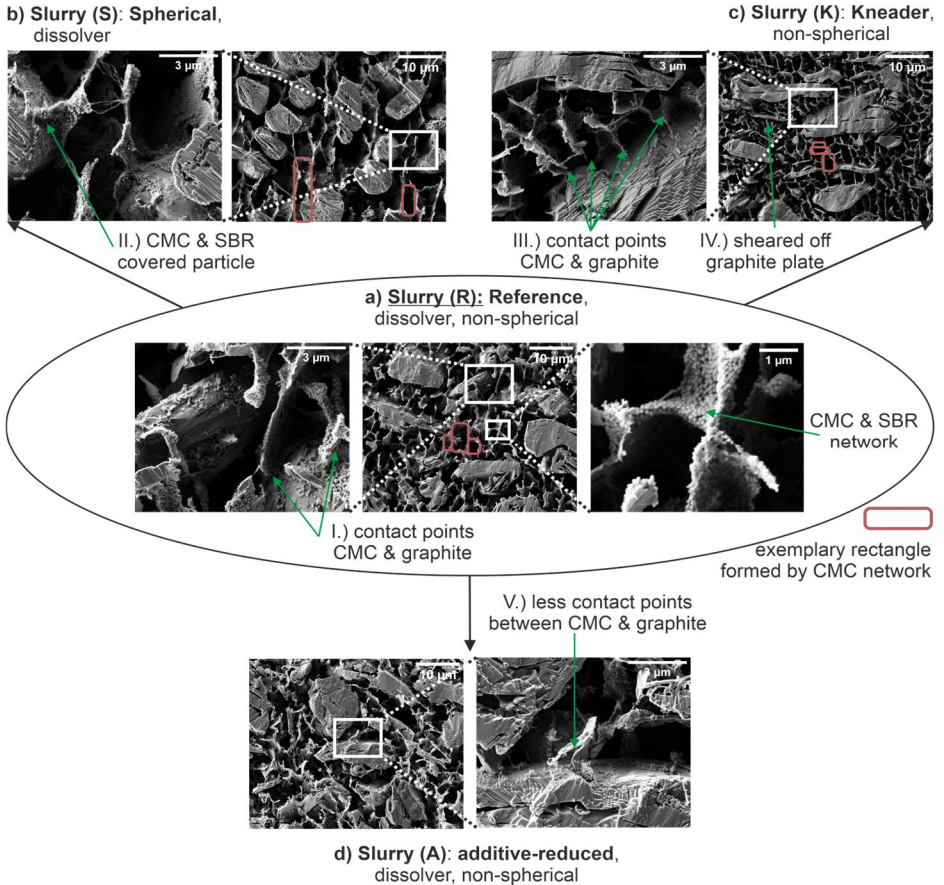 b) Slurry (S): Spherical,
dissolver
c) Slurry (K): Kneader,
non-spherical
3 µm
10 µm
3 µm
10 µm
II.) CMC & SBR
covered particle
III.) contact points
CMC & graphite
IV.) sheared off
graphite plate
a) Slurry (R): Reference,
dissolver, non-spherical
3 µm
10 µm
1 µm
CMC & SBR
network
I.) contact points
CMC & graphite
exemplary rectangle
formed by CMC network
V.) less contact points
between CMC & graphite
10 µm
3 µm
d) Slurry (A): additive-reduced,
dissolver, non-spherical